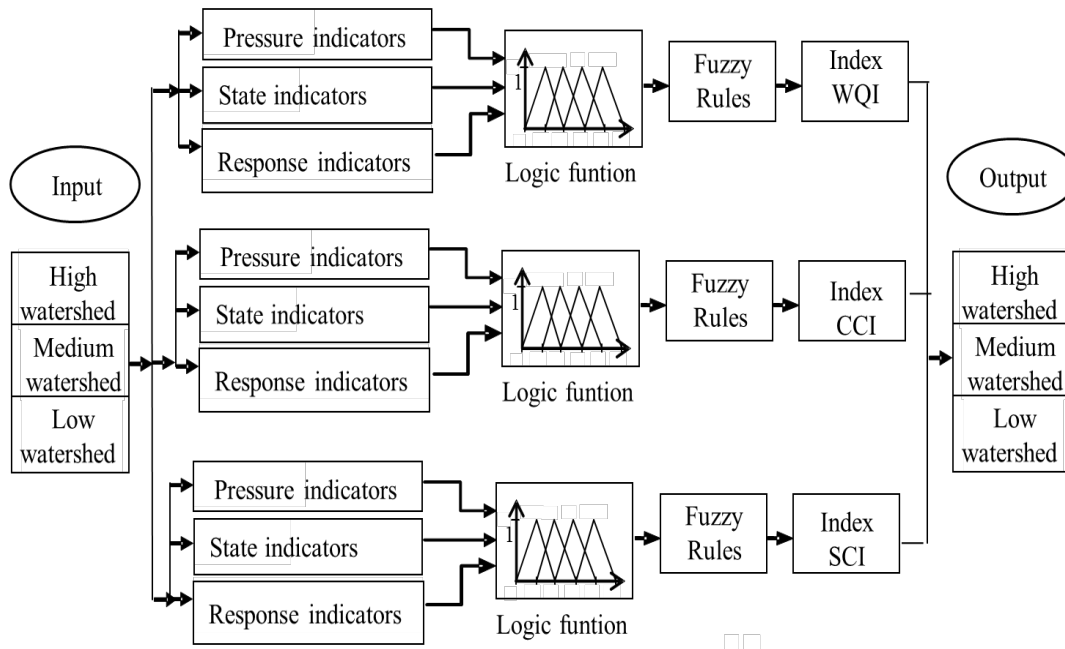 Input
High
watershed
Medium
watershed
Low
watershed
Pressure indicators
State indicators
Response indicators
1
Logic funtion
Fuzzy
Rules
Index
WQI
Pressure indicators
State indicators
Response indicators
1
Logic funtion
Fuzzy
Rules
Index
CCI
Pressure indicators
State indicators
Response indicators
1
Logic funtion
Fuzzy
Rules
Index
SCI
Output
High
watershed
Medium
watershed
Low
watershed